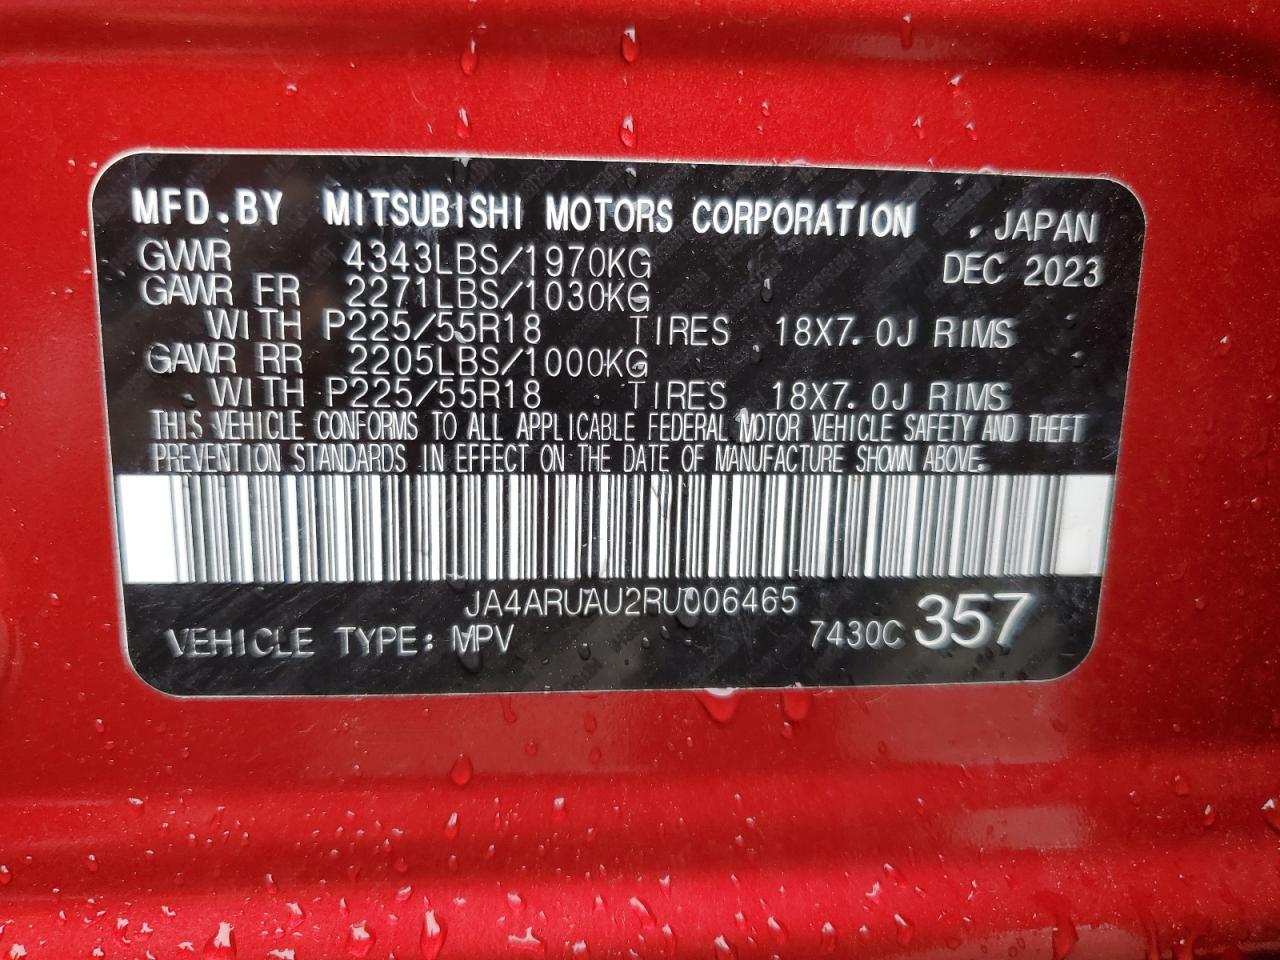 MFD.BY MITSUBISHI MOTORS CORPORATION , JAPAN
GVWR 4343LBS/1970KG DEC 2023
GAWR FR 2271LBS/1030KG
WITH P225/55R18 TIRES 18X7.0J RIMS
GAWR RR 2205LBS/1000KG
WITH P225/55R18 TIRES 18X7.0J RIMS
THIS VEHICLE CONFORMS TO ALL APPLICABLE FEDERAL MOTOR VEHICLE SAFETY AND THEFT
PREVENTION STANDARDS IN EFFECT ON THE DATE OF MANUFACTURE SHOWN ABOVE.
JA4ARUAU2RU006465
VEHICLE TYPE: MPV 7430C 357